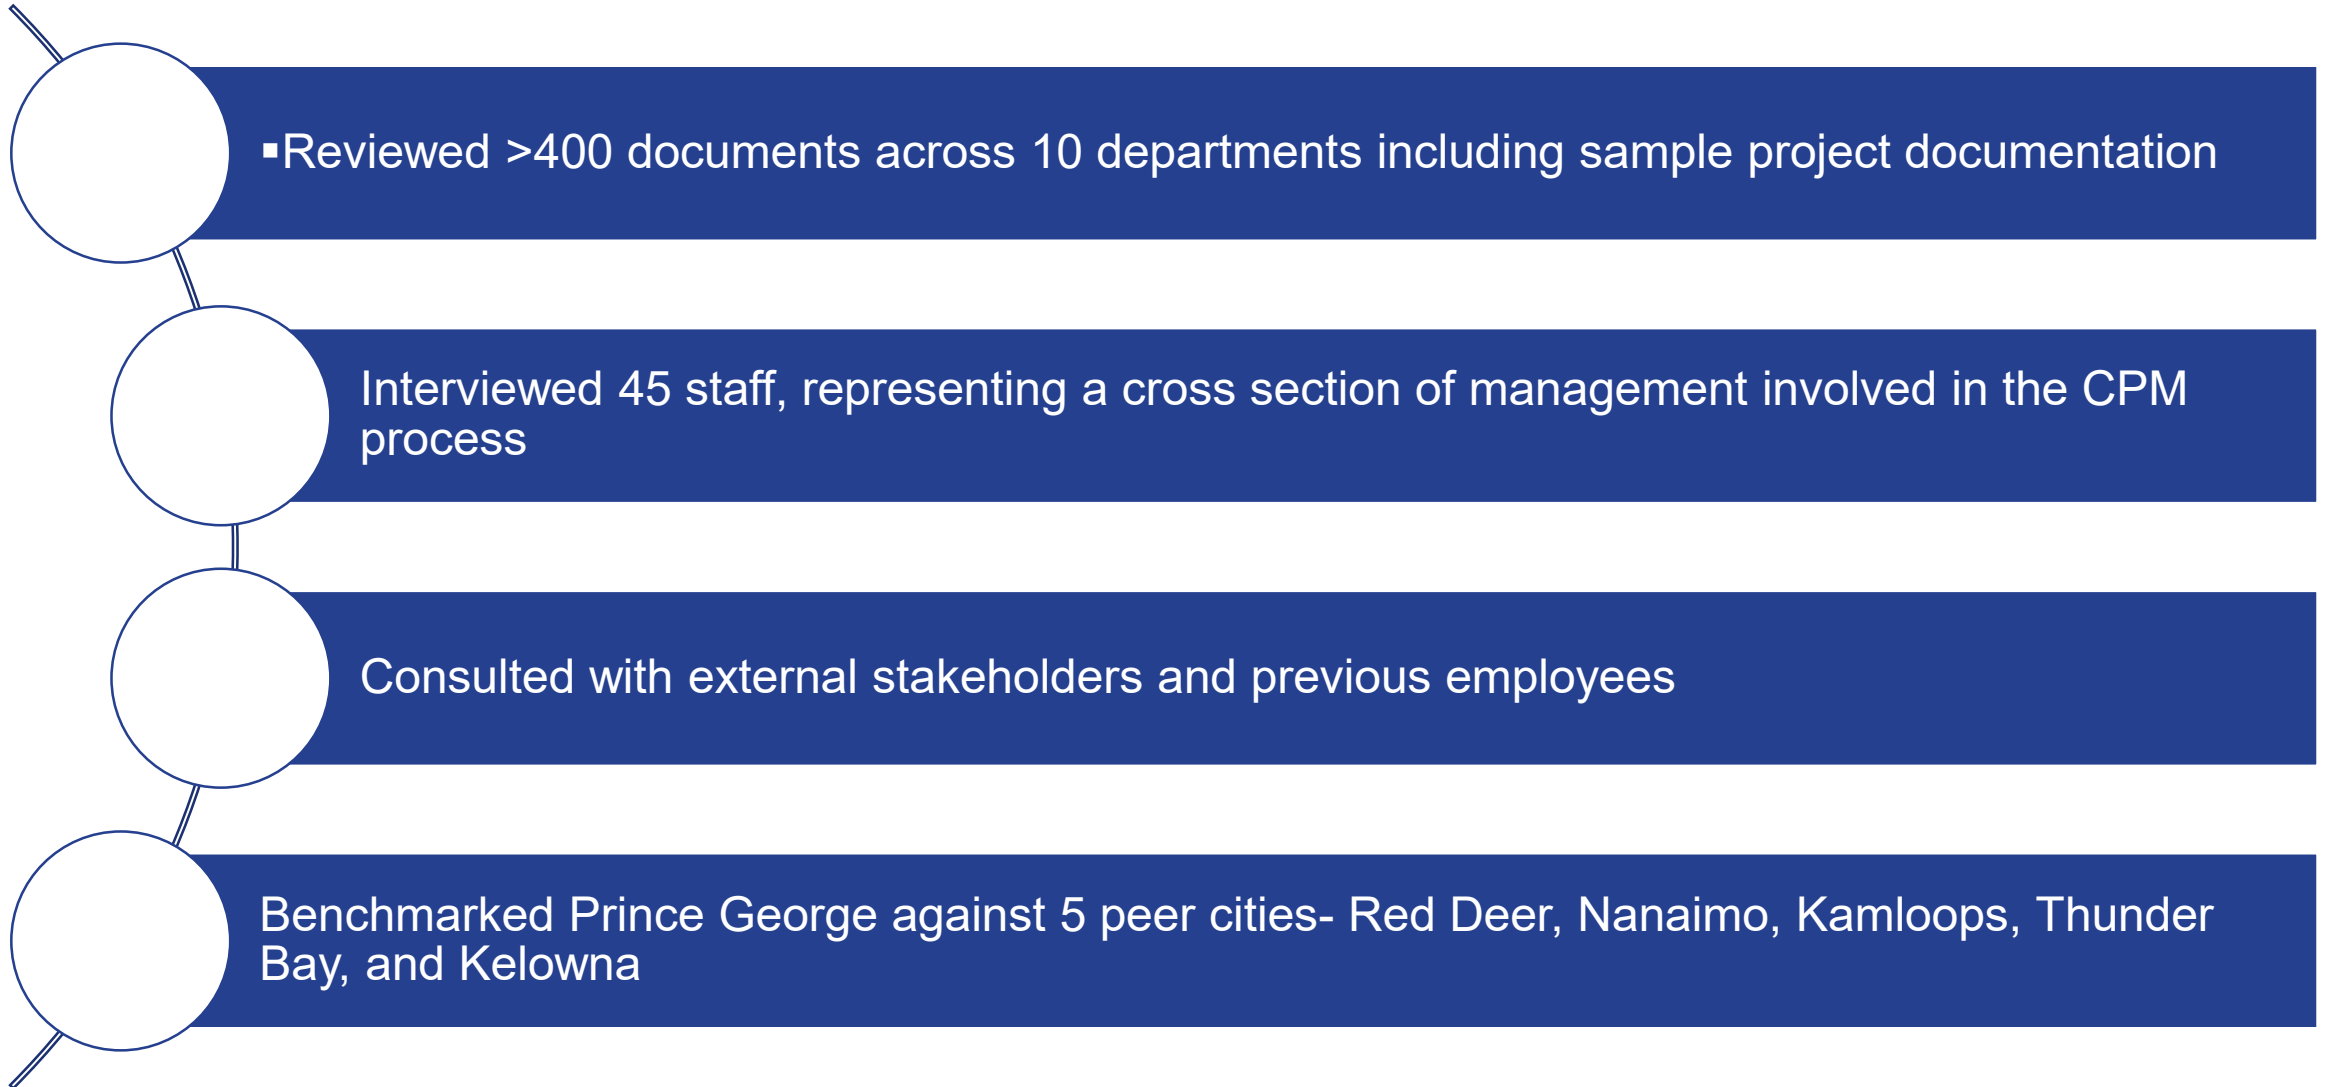 ▪Reviewed >400 documents across 10 departments including sample project documentation
Interviewed 45 staff, representing a cross section of management involved in the CPM
process
Consulted with external stakeholders and previous employees
Benchmarked Prince George against 5 peer cities- Red Deer, Nanaimo, Kamloops, Thunder
Bay, and Kelowna